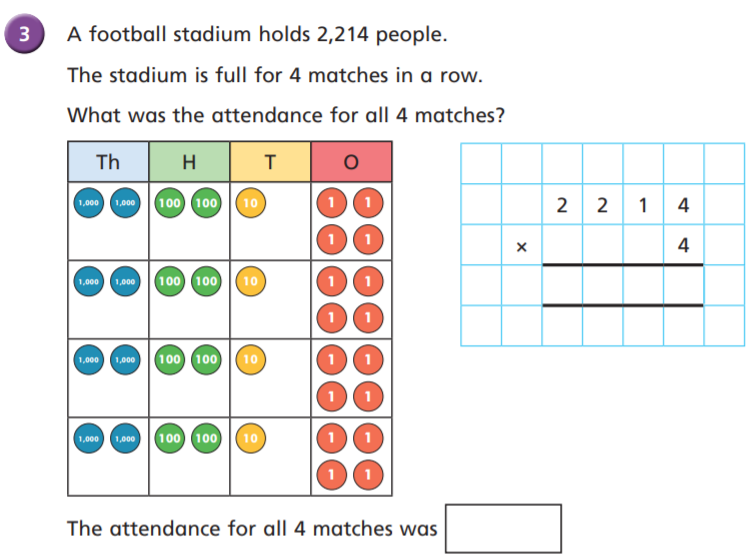 3 A football stadium holds 2,214 people.
The stadium is full for 4 matches in a row.
What was the attendance for all 4 matches?
Th H T O
1,000 1,000 100 100 10 1 1
1 1
1,000 1,000 100 100 10 1 1
1 1
1,000 1,000 100 100 10 1 1
1 1
1,000 1,000 100 100 10 1 1
1 1
2 2 1 4
× 4
The attendance for all 4 matches was